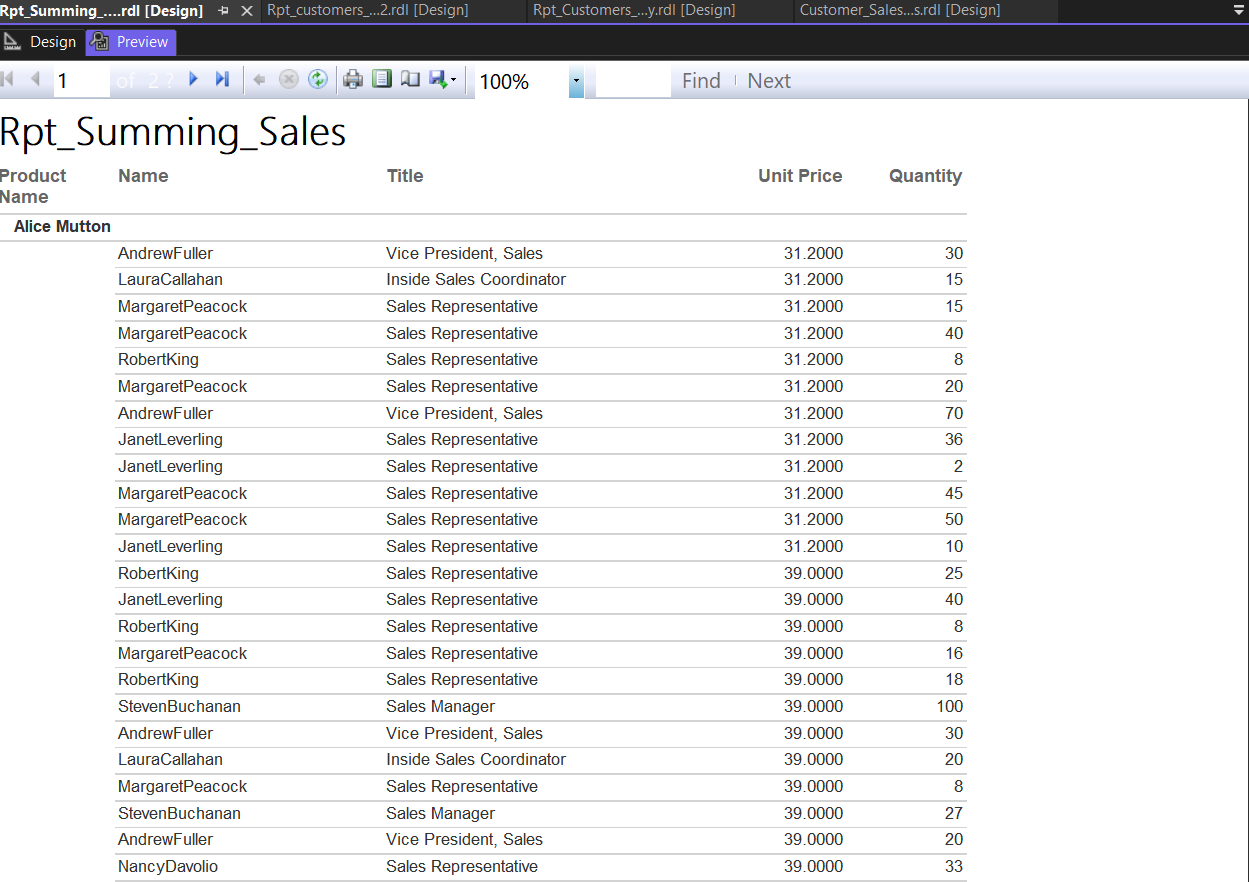 Rpt_Summing_....rdl [Design] Rpt_customers_...2.rdl [Design] Rpt_Customers_...y.rdl [Design] Customer_Sales...s.rdl [Design]
Design Preview
1 of 2 ? 100% Find Next
Rpt_Summing_Sales
Product Name Name Title Unit Price Quantity
Alice Mutton
AndrewFuller Vice President, Sales 31.2000 30
LauraCallahan Inside Sales Coordinator 31.2000 15
MargaretPeacock Sales Representative 31.2000 15
MargaretPeacock Sales Representative 31.2000 40
RobertKing Sales Representative 31.2000 8
MargaretPeacock Sales Representative 31.2000 20
AndrewFuller Vice President, Sales 31.2000 70
JanetLeverling Sales Representative 31.2000 36
JanetLeverling Sales Representative 31.2000 2
MargaretPeacock Sales Representative 31.2000 45
MargaretPeacock Sales Representative 31.2000 50
JanetLeverling Sales Representative 31.2000 10
RobertKing Sales Representative 39.0000 25
JanetLeverling Sales Representative 39.0000 40
RobertKing Sales Representative 39.0000 8
MargaretPeacock Sales Representative 39.0000 16
RobertKing Sales Representative 39.0000 18
StevenBuchanan Sales Manager 39.0000 100
AndrewFuller Vice President, Sales 39.0000 30
LauraCallahan Inside Sales Coordinator 39.0000 20
MargaretPeacock Sales Representative 39.0000 8
StevenBuchanan Sales Manager 39.0000 27
AndrewFuller Vice President, Sales 39.0000 20
NancyDavolio Sales Representative 39.0000 33